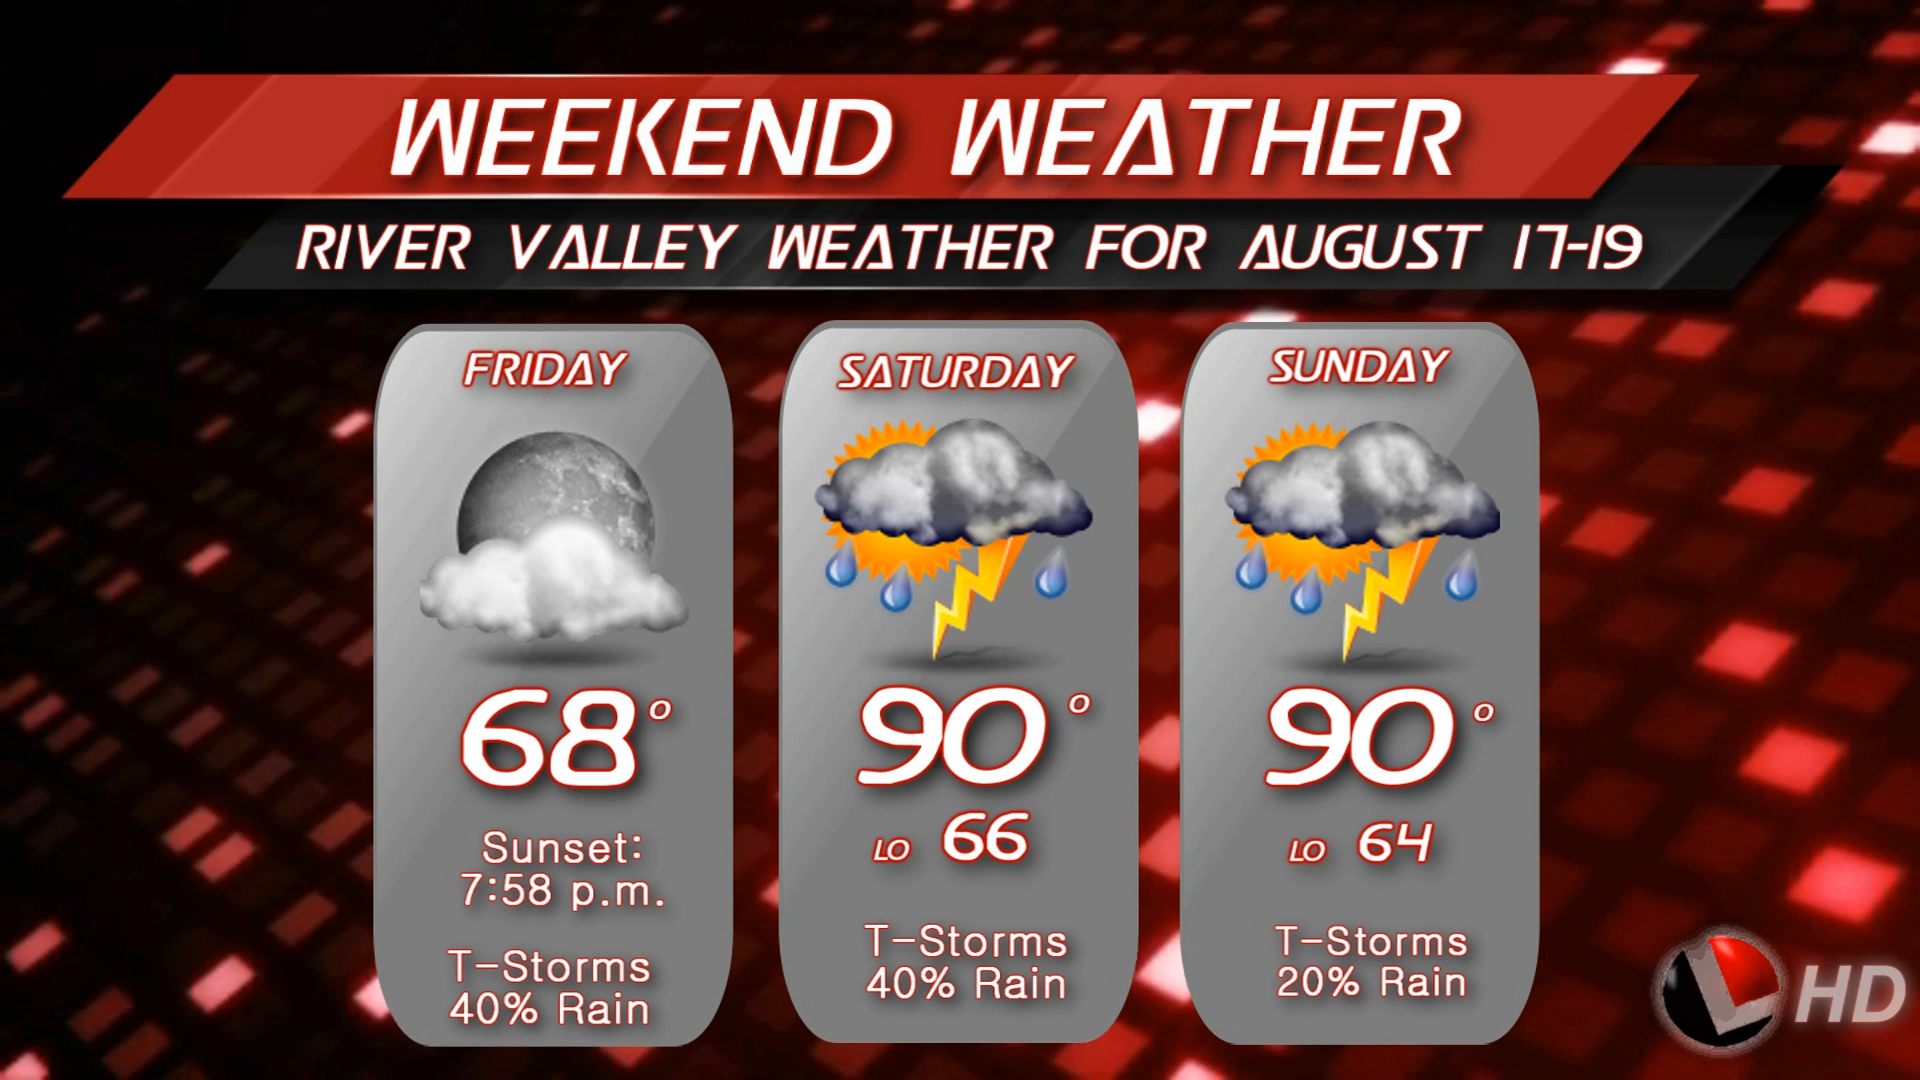 WEEKEND WEATHER
RIVER VALLEY WEATHER FOR AUGUST 17-19
FRIDAY
68°
Sunset:
7:58 p.m.
T-Storms
40% Rain
SATURDAY
90°
LO 66
T-Storms
40% Rain
SUNDAY
90°
LO 64
T-Storms
20% Rain
L HD